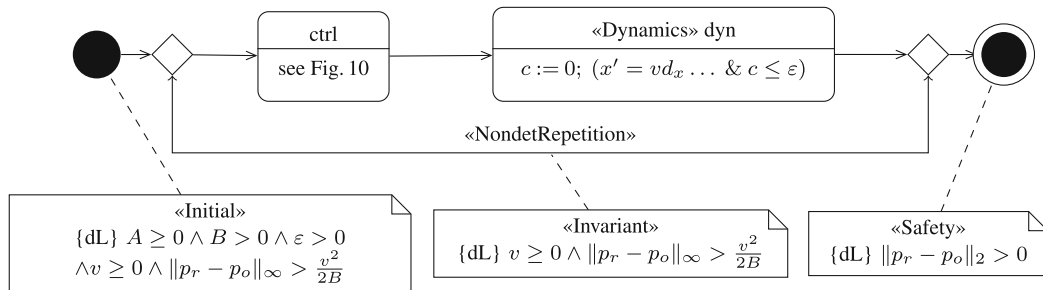 ctrl
see Fig. 10
«Dynamics» dyn
c := 0; (x′ = vd_x … & c ≤ ε)
«NondetRepetition»
«Initial»
{dL} A ≥ 0 ∧ B > 0 ∧ ε > 0
∧v ≥ 0 ∧ ‖p_r − p_o‖_∞ > v²/2B
«Invariant»
{dL} v ≥ 0 ∧ ‖p_r − p_o‖_∞ > v²/2B
«Safety»
{dL} ‖p_r − p_o‖_2 > 0